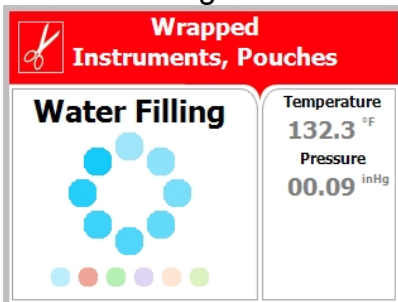 Wrapped
Instruments, Pouches
Water Filling
Temperature
132.3 °F
Pressure
00.09 inHg